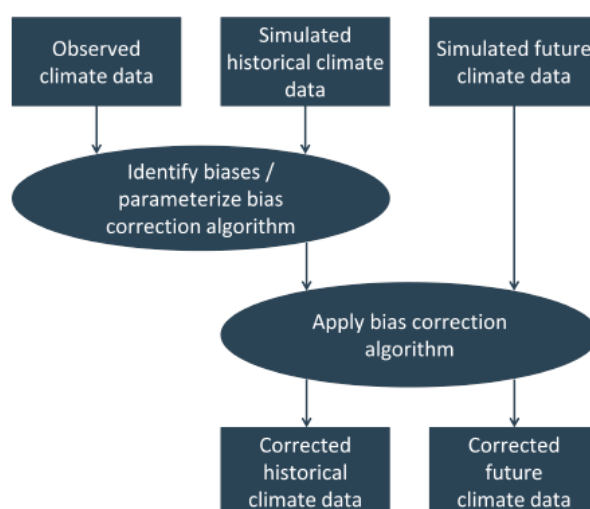 Observed
climate data
Simulated
historical climate
data
Simulated future
climate data
Identify biases /
parameterize bias
correction algorithm
Apply bias correction
algorithm
Corrected
historical
climate data
Corrected
future
climate data